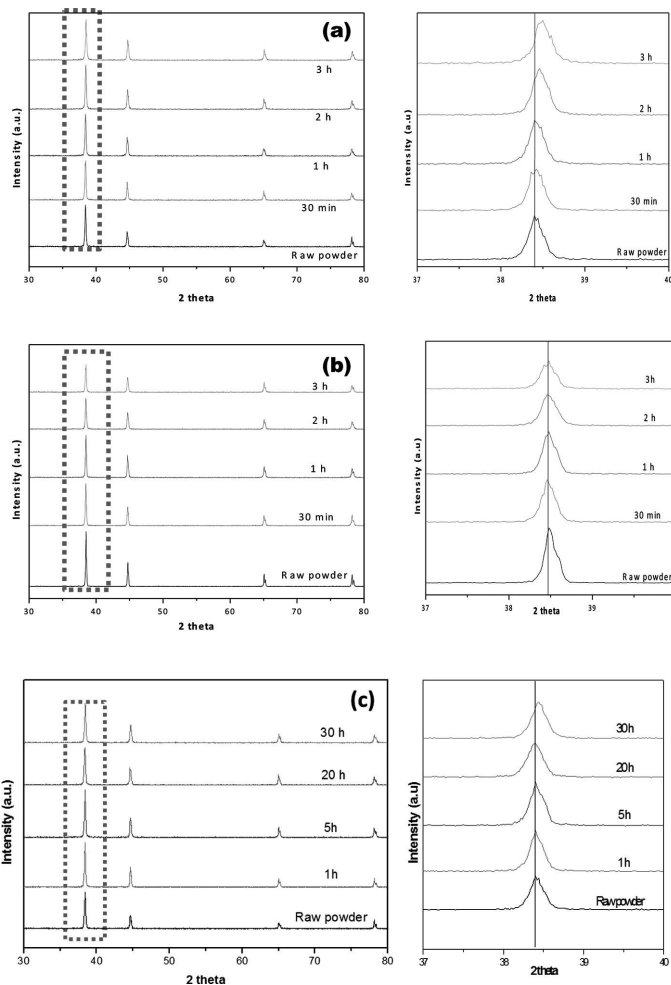 (a)
3 h
2 h
1 h
30 min
Raw powder
Intensity (a.u.)
30 40 50 60 70 80
2 theta
3 h
2 h
1 h
30 min
Raw powder
Intensity (a.u)
37 38 39 40
2 theta
(b)
3 h
2 h
1 h
30 min
Raw powder
Intensity (a.u.)
30 40 50 60 70 80
2 theta
3h
2 h
1 h
30 min
Raw powder
Intensity (a.u)
37 38 39
2 theta
(c)
30 h
20 h
5h
1h
Raw powder
Intensity (a.u.)
30 40 50 60 70 80
2 theta
30h
20h
5h
1h
Rawpowder
Intensity (a.u)
37 38 39 40
2theta